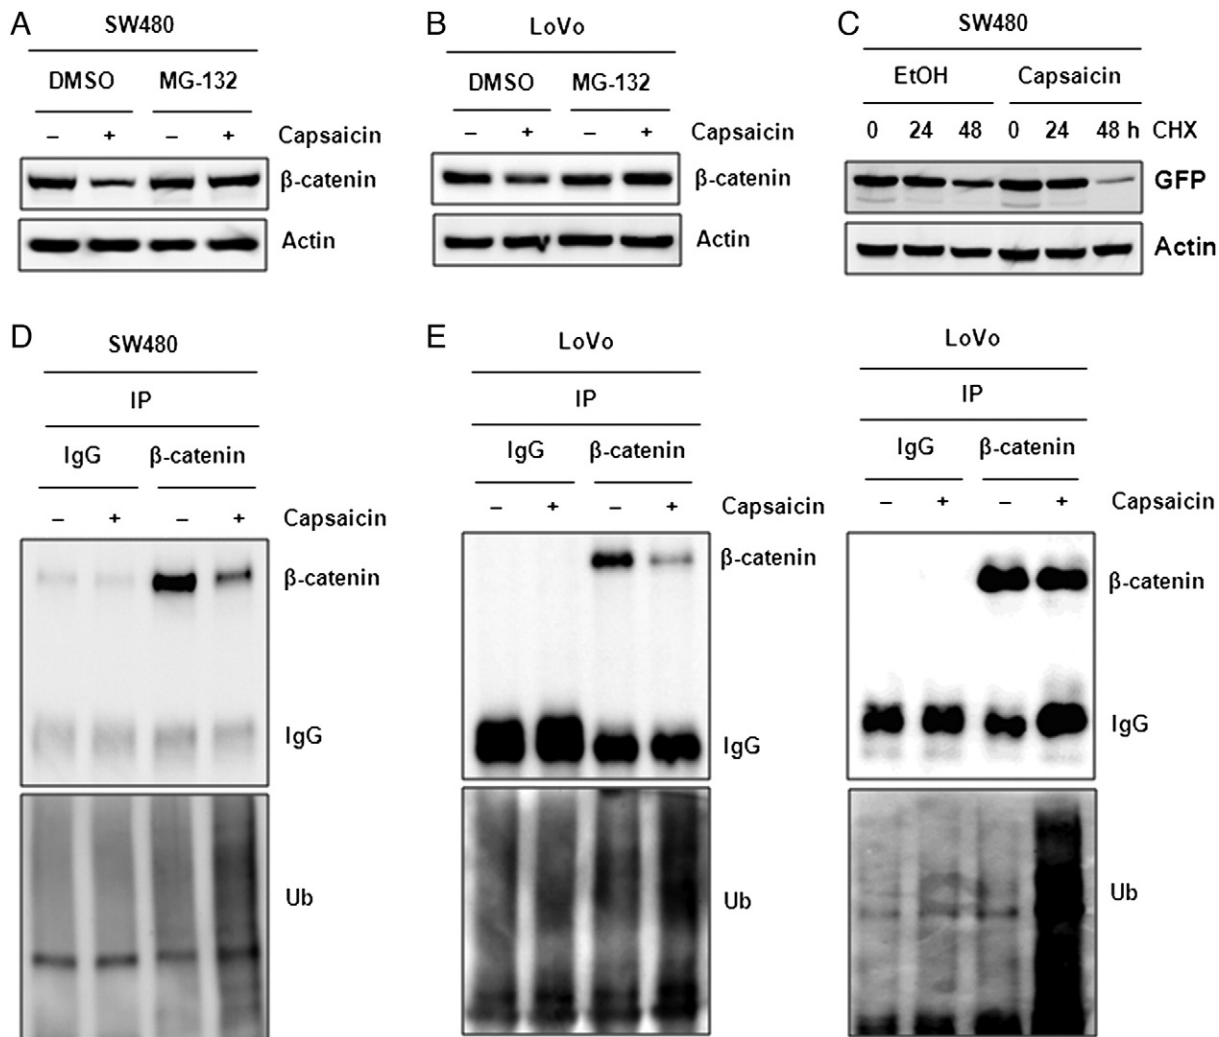 A
SW480
DMSO MG-132
– + – + Capsaicin
β-catenin
Actin
B
LoVo
DMSO MG-132
– + – + Capsaicin
β-catenin
Actin
C
SW480
EtOH Capsaicin
0 24 48 0 24 48 h CHX
GFP
Actin
D
SW480
IP
IgG β-catenin
– + – + Capsaicin
β-catenin
IgG
Ub
E
LoVo
IP
IgG β-catenin
– + – + Capsaicin
β-catenin
IgG
Ub
LoVo
IP
IgG β-catenin
– + – + Capsaicin
β-catenin
IgG
Ub